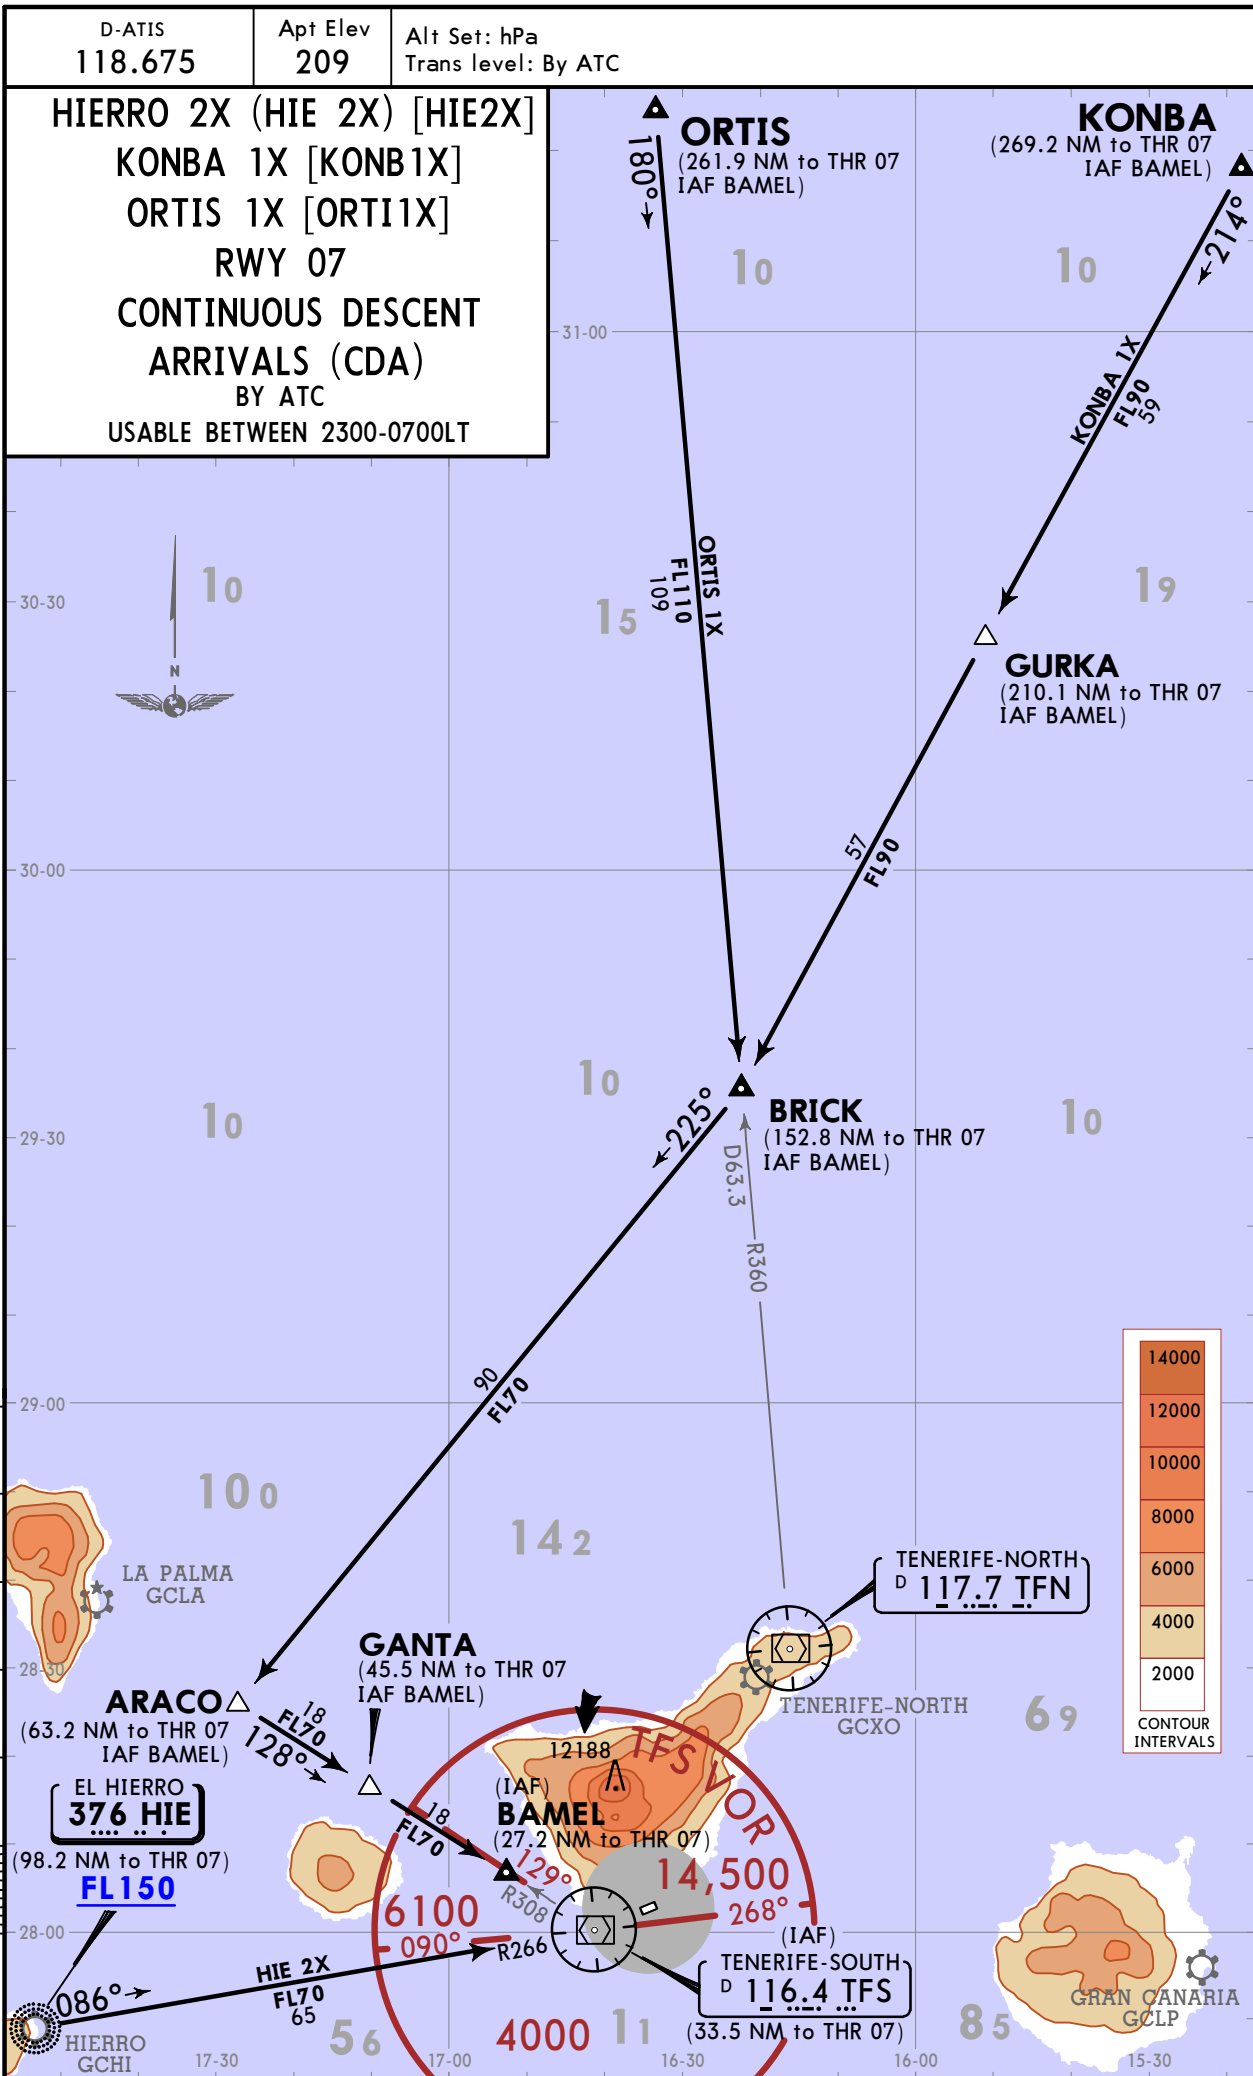 D-ATIS
118.675
Apt Elev
209
Alt Set: hPa
Trans level: By ATC
HIERRO 2X (HIE 2X) [HIE2X]
KONBA 1X [KONB1X]
ORTIS 1X [ORTI1X]
RWY 07
CONTINUOUS DESCENT
ARRIVALS (CDA)
BY ATC
USABLE BETWEEN 2300-0700LT
ORTIS
(261.9 NM to THR 07
IAF BAMEL)
180°
KONBA
(269.2 NM to THR 07
IAF BAMEL)
214°
10
10
31-00
KONBA 1X
FL90
59
ORTIS 1X
FL110
109
10
15
19
30-30
N
GURKA
(210.1 NM to THR 07
IAF BAMEL)
57
FL90
30-00
10
10
10
225°
BRICK
(152.8 NM to THR 07
IAF BAMEL)
29-30
D63.3
R360
90
FL70
29-00
14000
12000
10000
8000
6000
4000
2000
CONTOUR
INTERVALS
100
142
LA PALMA
GCLA
TENERIFE-NORTH
D 117.7 TFN
28-30
GANTA
(45.5 NM to THR 07
IAF BAMEL)
ARACO
(63.2 NM to THR 07
IAF BAMEL)
18
FL70
128°
TENERIFE-NORTH
GCXO
69
12188
TFS VOR
EL HIERRO
376 HIE
(98.2 NM to THR 07)
FL150
(IAF)
BAMEL
(27.2 NM to THR 07)
18
FL70
129°
R308
14,500
268°
6100
090°
R266
28-00
(IAF)
TENERIFE-SOUTH
D 116.4 TFS
(33.5 NM to THR 07)
HIE 2X
FL70
65
086°
HIERRO
GCHI
56
4000
11
85
GRAN CANARIA
GCLP
17-30
17-00
16-30
16-00
15-30